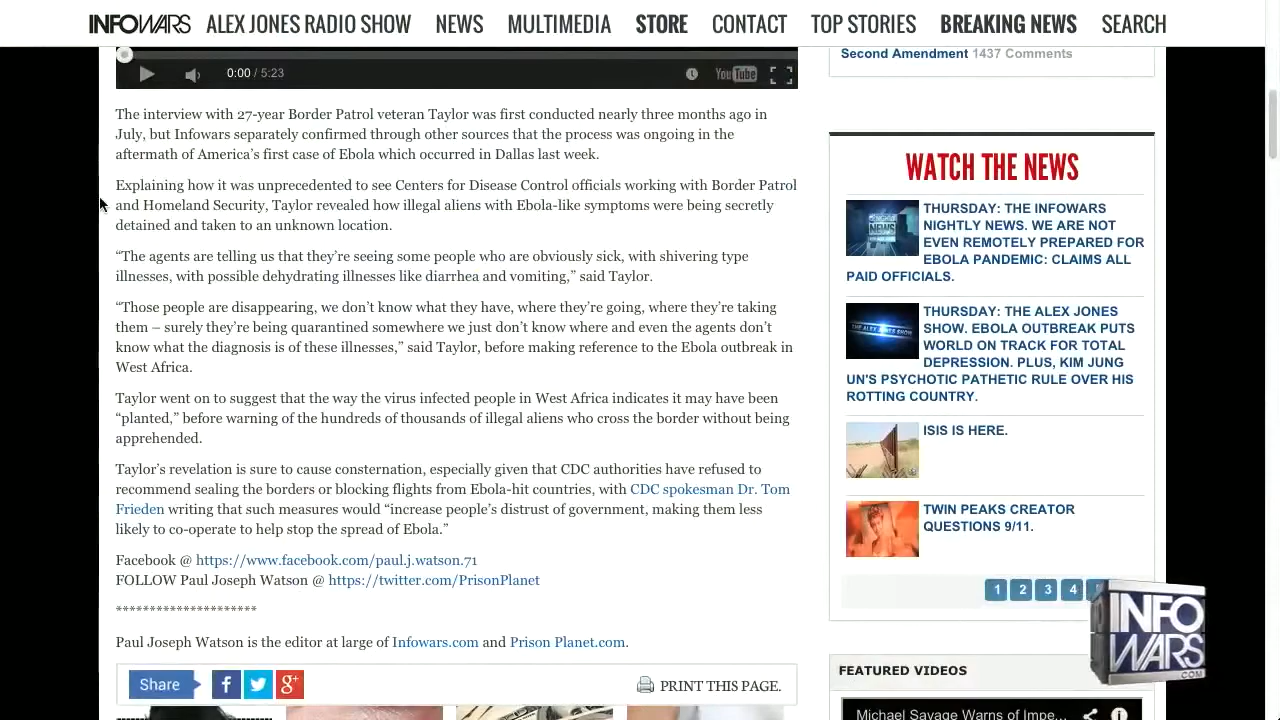 INFOWARS ALEX JONES RADIO SHOW NEWS MULTIMEDIA STORE CONTACT TOP STORIES BREAKING NEWS SEARCH
0:00 / 5:23
YouTube
The interview with 27-year Border Patrol veteran Taylor was first conducted nearly three months ago in
July, but Infowars separately confirmed through other sources that the process was ongoing in the
aftermath of America’s first case of Ebola which occurred in Dallas last week.
Explaining how it was unprecedented to see Centers for Disease Control officials working with Border Patrol
and Homeland Security, Taylor revealed how illegal aliens with Ebola-like symptoms were being secretly
detained and taken to an unknown location.
“The agents are telling us that they’re seeing some people who are obviously sick, with shivering type
illnesses, with possible dehydrating illnesses like diarrhea and vomiting,” said Taylor.
“Those people are disappearing, we don’t know what they have, where they’re going, where they’re taking
them – surely they’re being quarantined somewhere we just don’t know where and even the agents don’t
know what the diagnosis is of these illnesses,” said Taylor, before making reference to the Ebola outbreak in
West Africa.
Taylor went on to suggest that the way the virus infected people in West Africa indicates it may have been
“planted,” before warning of the hundreds of thousands of illegal aliens who cross the border without being
apprehended.
Taylor’s revelation is sure to cause consternation, especially given that CDC authorities have refused to
recommend sealing the borders or blocking flights from Ebola-hit countries, with CDC spokesman Dr. Tom
Frieden writing that such measures would “increase people’s distrust of government, making them less
likely to co-operate to help stop the spread of Ebola.”
Facebook @ https://www.facebook.com/paul.j.watson.71
FOLLOW Paul Joseph Watson @ https://twitter.com/PrisonPlanet
*********************
Paul Joseph Watson is the editor at large of Infowars.com and Prison Planet.com.
Share
PRINT THIS PAGE.
Second Amendment 1437 Comments
WATCH THE NEWS
THURSDAY: THE INFOWARS
NIGHTLY NEWS. WE ARE NOT
EVEN REMOTELY PREPARED FOR
EBOLA PANDEMIC: CLAIMS ALL
PAID OFFICIALS.
THURSDAY: THE ALEX JONES
SHOW. EBOLA OUTBREAK PUTS
WORLD ON TRACK FOR TOTAL
DEPRESSION. PLUS, KIM JUNG
UN'S PSYCHOTIC PATHETIC RULE OVER HIS
ROTTING COUNTRY.
THE ALEX JONES SHOW
ISIS IS HERE.
TWIN PEAKS CREATOR
QUESTIONS 9/11.
1 2 3 4
INFO
WARS
.COM
FEATURED VIDEOS
Michael Savage Warns of Impe...